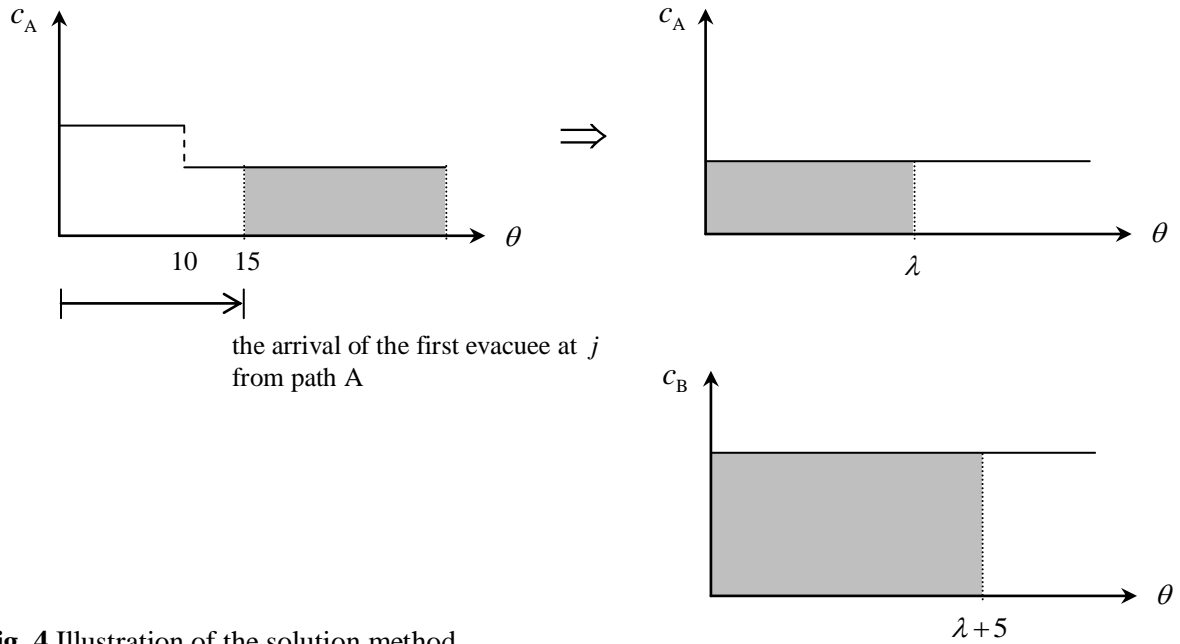 c_A
θ
10 15
the arrival of the first evacuee at j
from path A
⇒
c_A
θ
λ
c_B
θ
λ+5
4 Illustration of the solution method